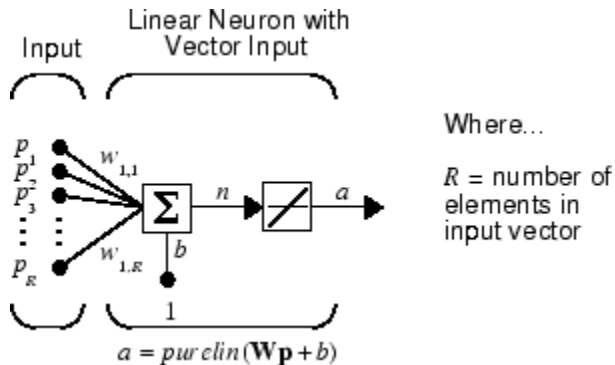 Linear Neuron with
Vector Input
Input
Where...
R = number of
elements in
input vector
p₁
p₂
p₃
p_R
w₁,₁
w₁,R
Σ
n
a
b
1
a = purelin(Wp + b)